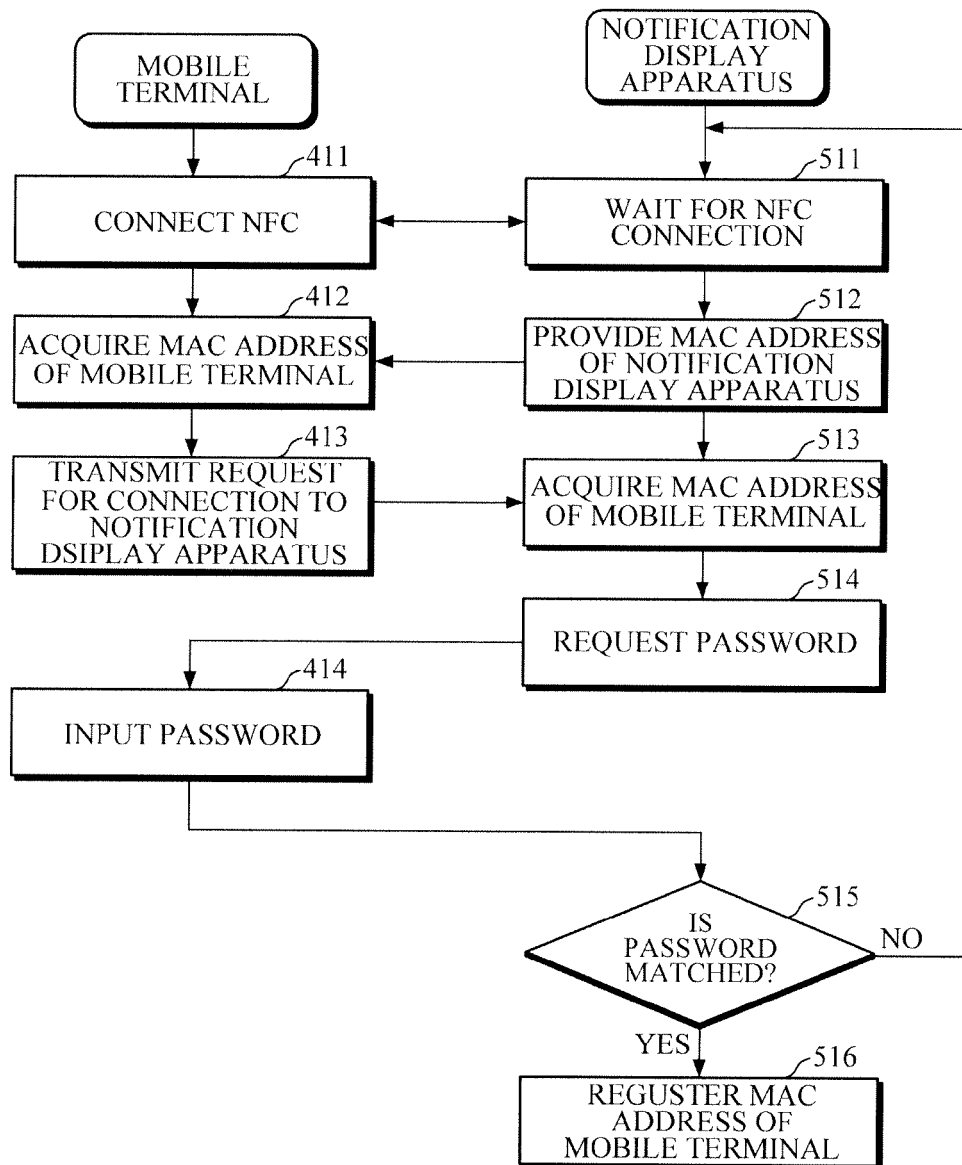 MOBILE
TERMINAL
NOTIFICATION
DISPLAY
APPARATUS
411
CONNECT NFC
511
WAIT FOR NFC
CONNECTION
412
ACQUIRE MAC ADDRESS
OF MOBILE TERMINAL
512
PROVIDE MAC ADDRESS
OF NOTIFICATION
DISPLAY APPARATUS
413
TRANSMIT REQUEST
FOR CONNECTION TO
NOTIFICATION
DSIPLAY APPARATUS
513
ACQUIRE MAC ADDRESS
OF MOBILE TERMINAL
514
REQUEST PASSWORD
414
INPUT PASSWORD
515
IS
PASSWORD
MATCHED?
NO
YES
516
REGUSTER MAC
ADDRESS OF
MOBILE TERMINAL